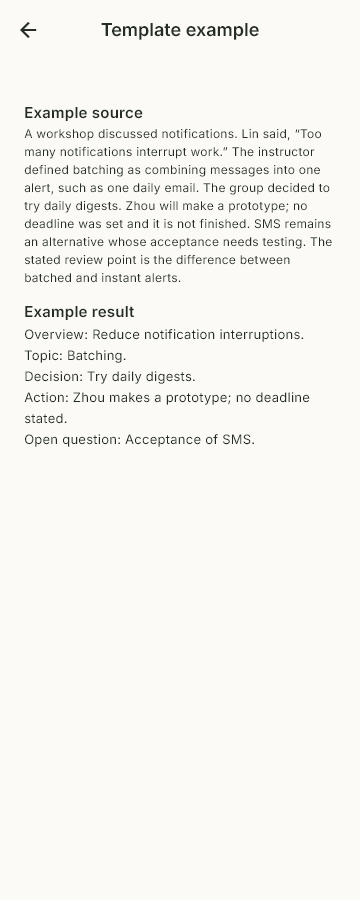 Template example
Example source
A workshop discussed notifications. Lin said, “Too
many notifications interrupt work.” The instructor
defined batching as combining messages into one
alert, such as one daily email. The group decided to
try daily digests. Zhou will make a prototype; no
deadline was set and it is not finished. SMS remains
an alternative whose acceptance needs testing. The
stated review point is the difference between
batched and instant alerts.
Example result
Overview: Reduce notification interruptions.
Topic: Batching.
Decision: Try daily digests.
Action: Zhou makes a prototype; no deadline
stated.
Open question: Acceptance of SMS.